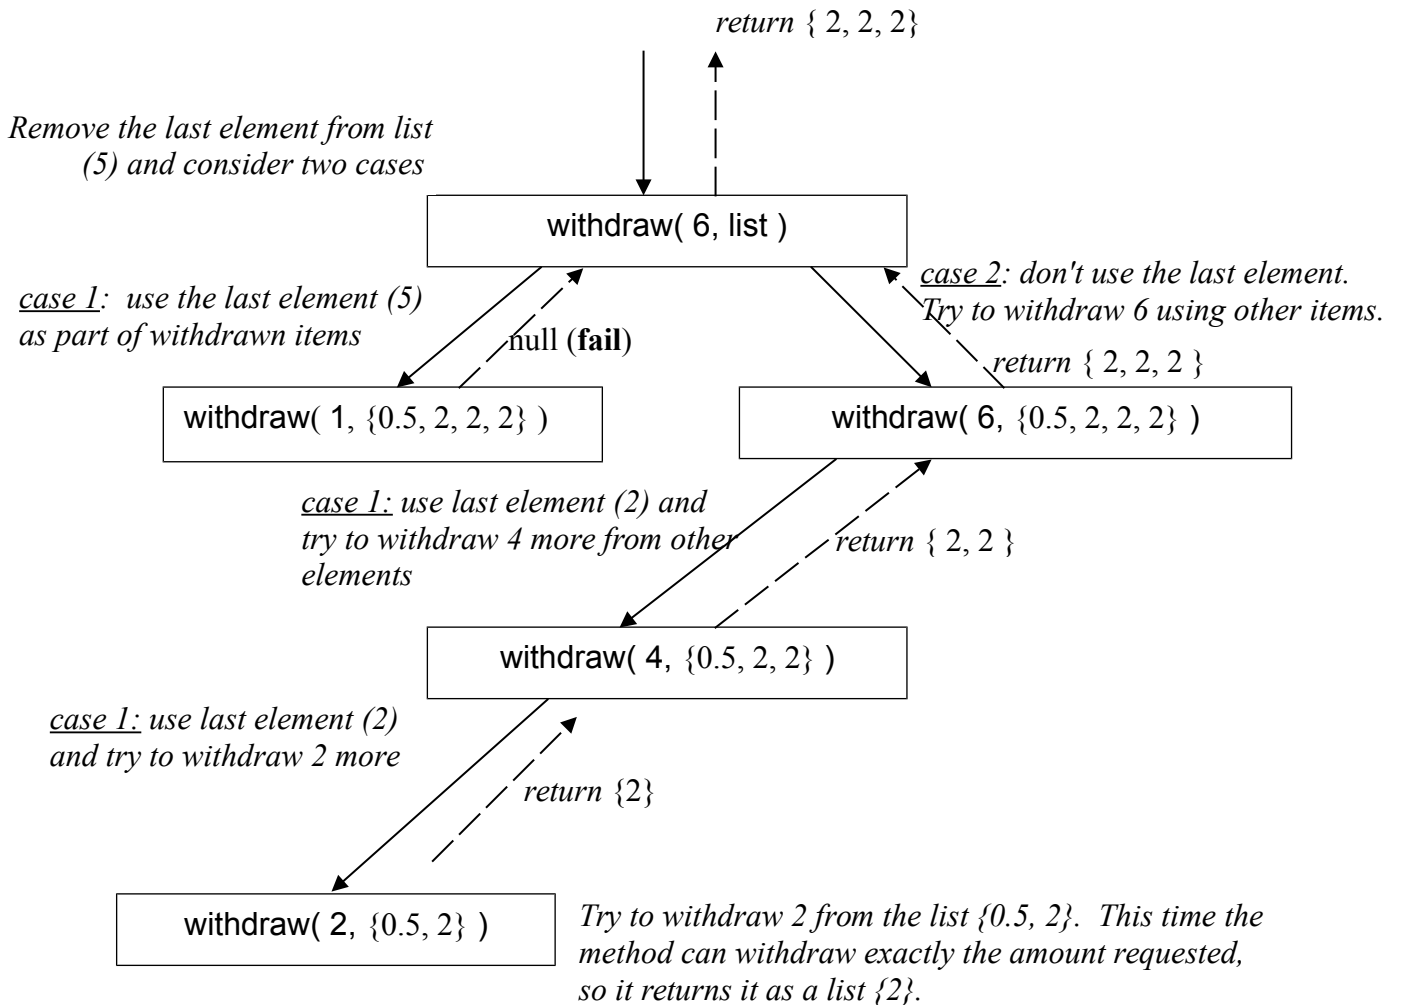 return { 2, 2, 2}
Remove the last element from list
(5) and consider two cases
withdraw( 6, list )
case 1: use the last element (5)
as part of withdrawn items
null (fail)
case 2: don't use the last element.
Try to withdraw 6 using other items.
return { 2, 2, 2 }
withdraw( 1, {0.5, 2, 2, 2} )
withdraw( 6, {0.5, 2, 2, 2} )
case 1: use last element (2) and
try to withdraw 4 more from other
elements
return { 2, 2 }
withdraw( 4, {0.5, 2, 2} )
case 1: use last element (2)
and try to withdraw 2 more
return {2}
withdraw( 2, {0.5, 2} )
Try to withdraw 2 from the list {0.5, 2}. This time the
method can withdraw exactly the amount requested,
so it returns it as a list {2}.